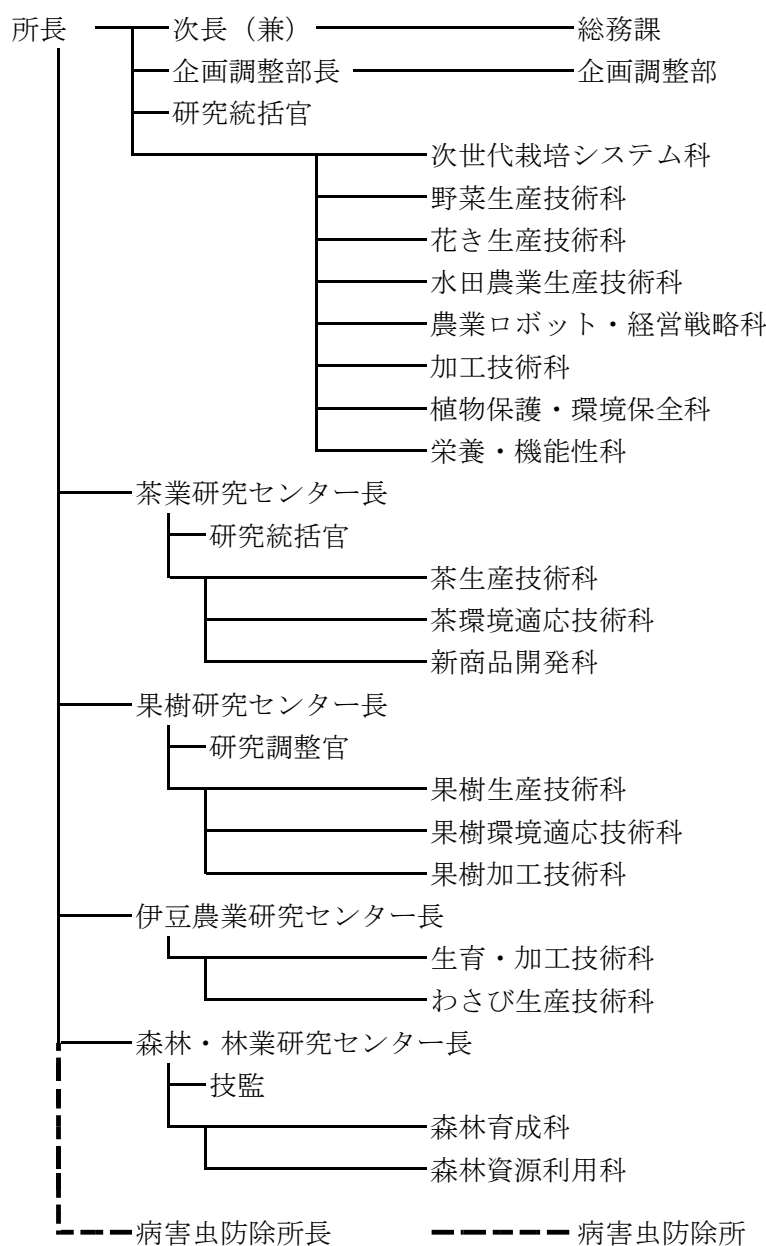 所長 次長（兼） 総務課
企画調整部長 企画調整部
研究統括官
次世代栽培システム科
野菜生産技術科
花き生産技術科
水田農業生産技術科
農業ロボット・経営戦略科
加工技術科
植物保護・環境保全科
栄養・機能性科
茶業研究センター長
研究統括官
茶生産技術科
茶環境適応技術科
新商品開発科
果樹研究センター長
研究調整官
果樹生産技術科
果樹環境適応技術科
果樹加工技術科
伊豆農業研究センター長
生育・加工技術科
わさび生産技術科
森林・林業研究センター長
技監
森林育成科
森林資源利用科
病害虫防除所長 病害虫防除所